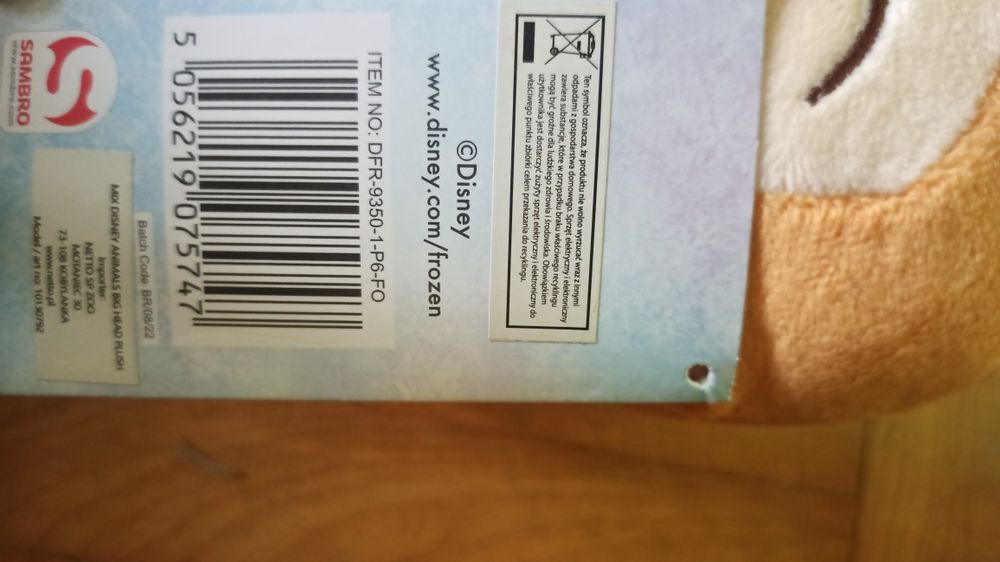 Ten symbol oznacza, że produktu nie wolno wyrzucać wraz z innymi
odpadami z gospodarstwa domowego. Sprzęt elektryczny i elektroniczny
zawiera substancje, które w przypadku braku właściwego recyklingu
mogą być groźne dla ludzkiego zdrowia i środowiska. Obowiązkiem
użytkownika jest dostarczyć zużyty sprzęt elektryczny i elektroniczny do
właściwego punktu zbiórki celem przekazania do recyklingu.
©Disney
www.disney.com/frozen
ITEM NO: DFR-9350-1-P6-FO
5 056219 075747
Batch Code: BR/08/22
MIX DISNEY ANIMALS BIG HEAD PLUSH
Importer:
NETTO SP ZOO
MOTANIEC 30
73-108 KOBYLANKA
www.netto.pl
Model / art no: 10130792
SAMBRO
www.sambro.com